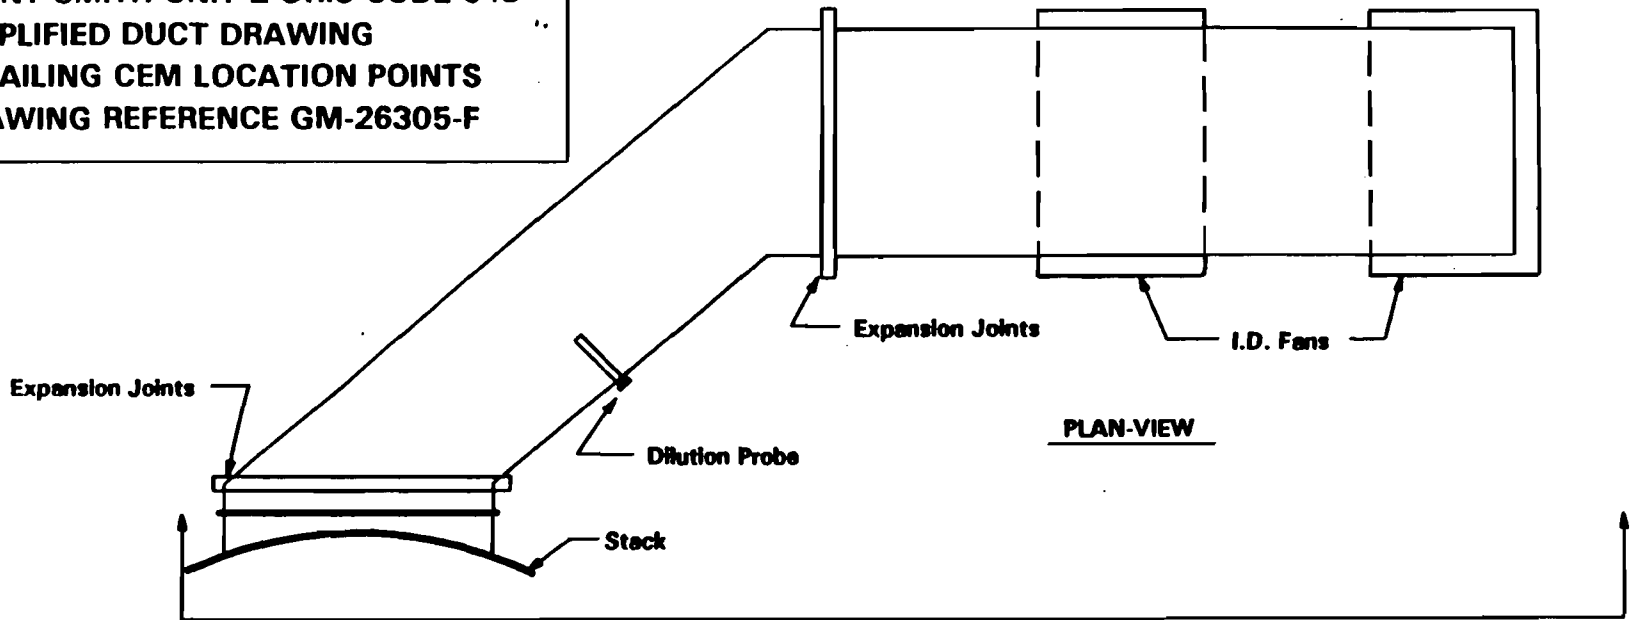 PLIFIED DUCT DRAWING
AILING CEM LOCATION POINTS
AWING REFERENCE GM-26305-F
Expansion Joints
I.D. Fans
Expansion Joints
PLAN-VIEW
Dilution Probe
Stack